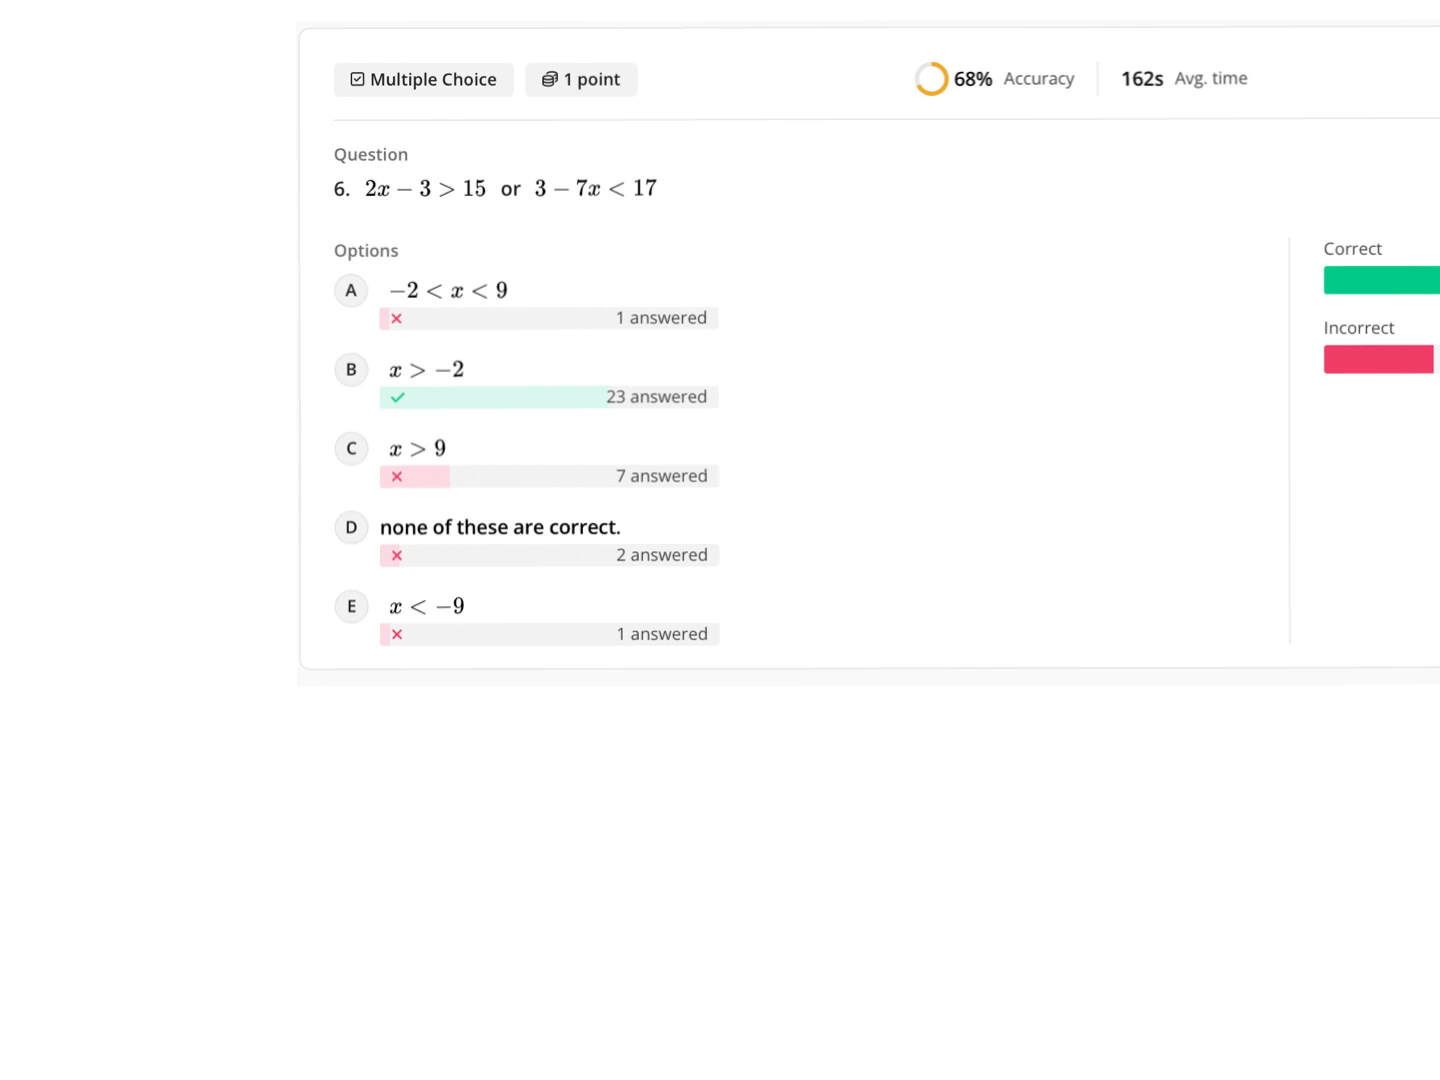 Multiple Choice 1 point 68% Accuracy 162s Avg. time
Question
6. 2x − 3 > 15 or 3 − 7x < 17
Options
A −2 < x < 9
1 answered
B x > −2
23 answered
C x > 9
7 answered
D none of these are correct.
2 answered
E x < −9
1 answered
Correct
Incorrect